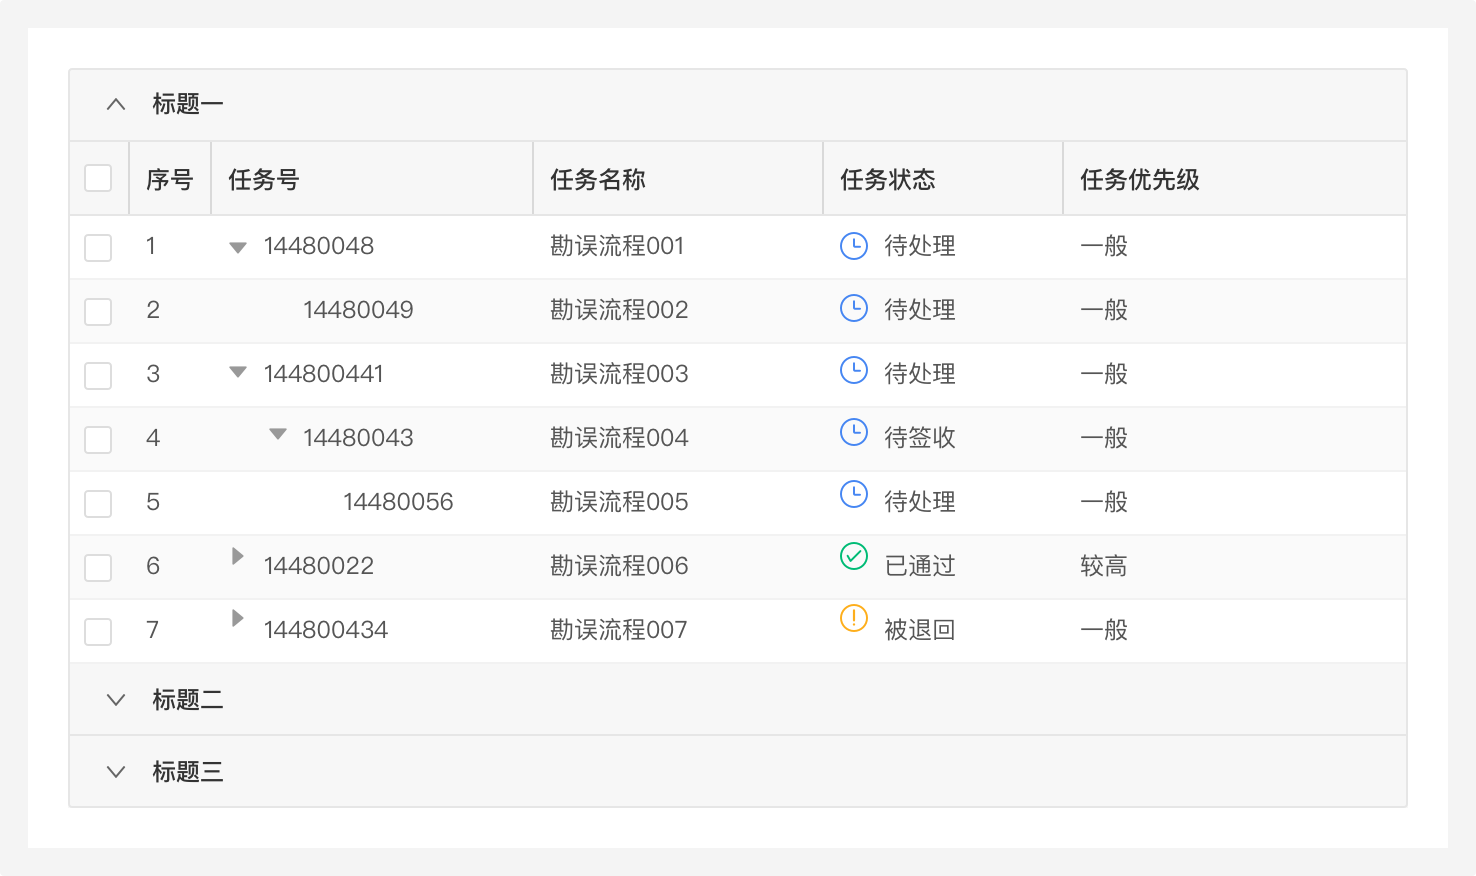 标题一
序号 任务号 任务名称 任务状态 任务优先级
1 14480048 勘误流程001 待处理 一般
2 14480049 勘误流程002 待处理 一般
3 144800441 勘误流程003 待处理 一般
4 14480043 勘误流程004 待签收 一般
5 14480056 勘误流程005 待处理 一般
6 14480022 勘误流程006 已通过 较高
7 144800434 勘误流程007 被退回 一般
标题二
标题三